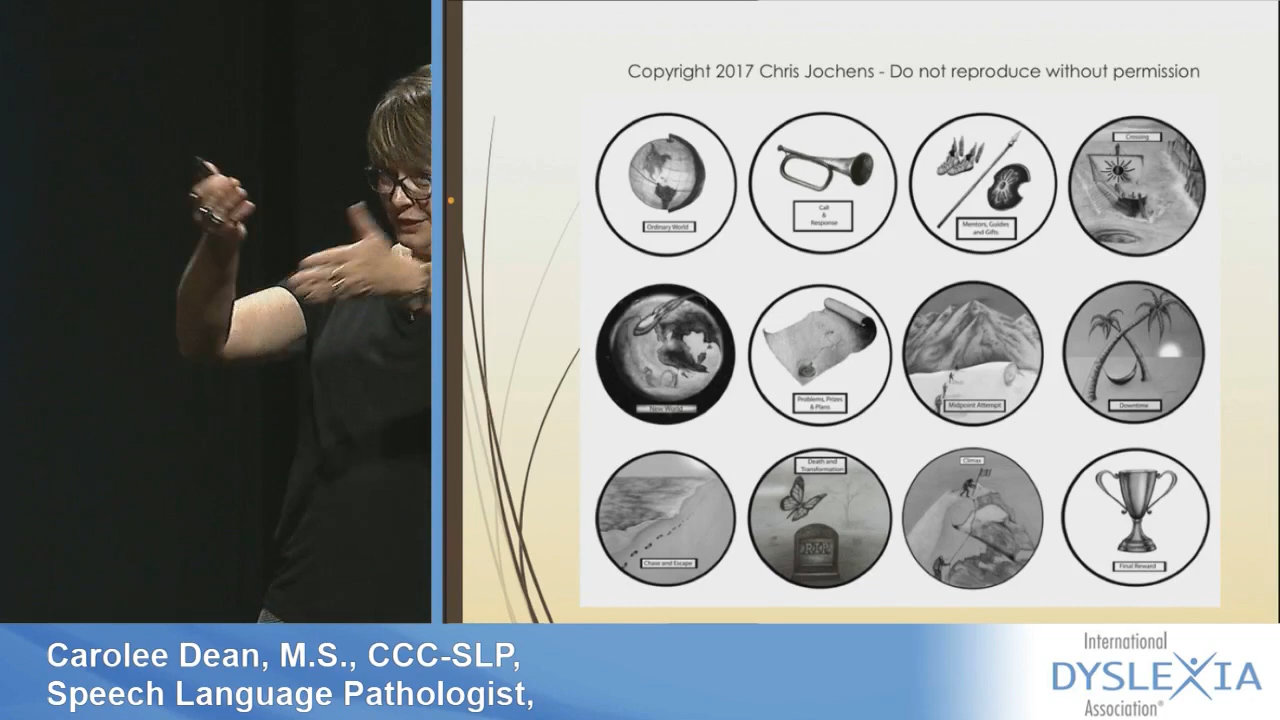 Copyright 2017 Chris Jochens - Do not reproduce without permission
Ordinary World
Call
&
Response
Mentors, Guides
and Gifts
Crossing
New World
Problems, Prizes
& Plans
Midpoint Attempt
Downtime
Chase and Escape
Death and
Transformation
RIP
Climax
Final Reward
Carolee Dean, M.S., CCC-SLP,
Speech Language Pathologist,
International
DYSLEXIA
Association®